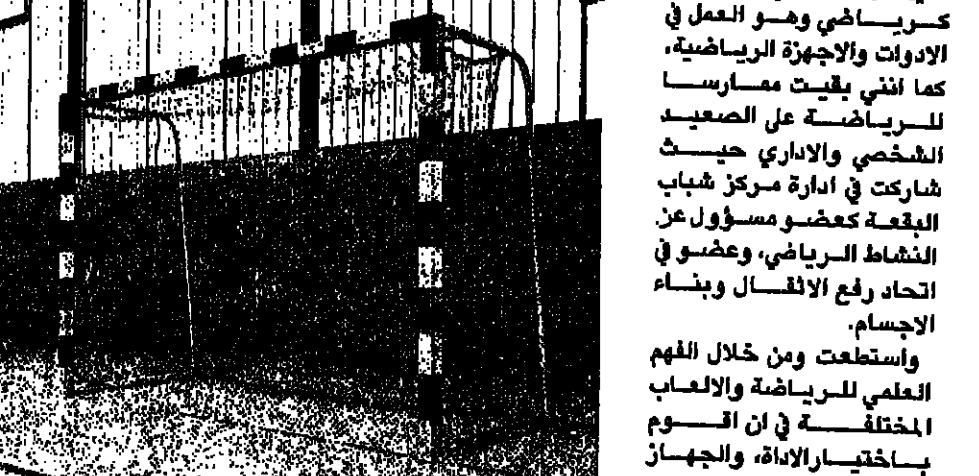 كرياضي وهو العمل في
الادوات والاجهزة الرياضية،
كما انني بقيت ممارسا
للرياضة على الصعيد
الشخصي والاداري حيث
شاركت في ادارة مركز شباب
البقعة كعضو مسؤول عن
النشاط الرياضي، وعضو في
اتحاد رفع الاثقال وبناء
الاجسام.
واستطعت ومن خلال الفهم
العلمي للرياضة والالعاب
المختلفة في ان اقوم
باختيار الاداة، والجهاز